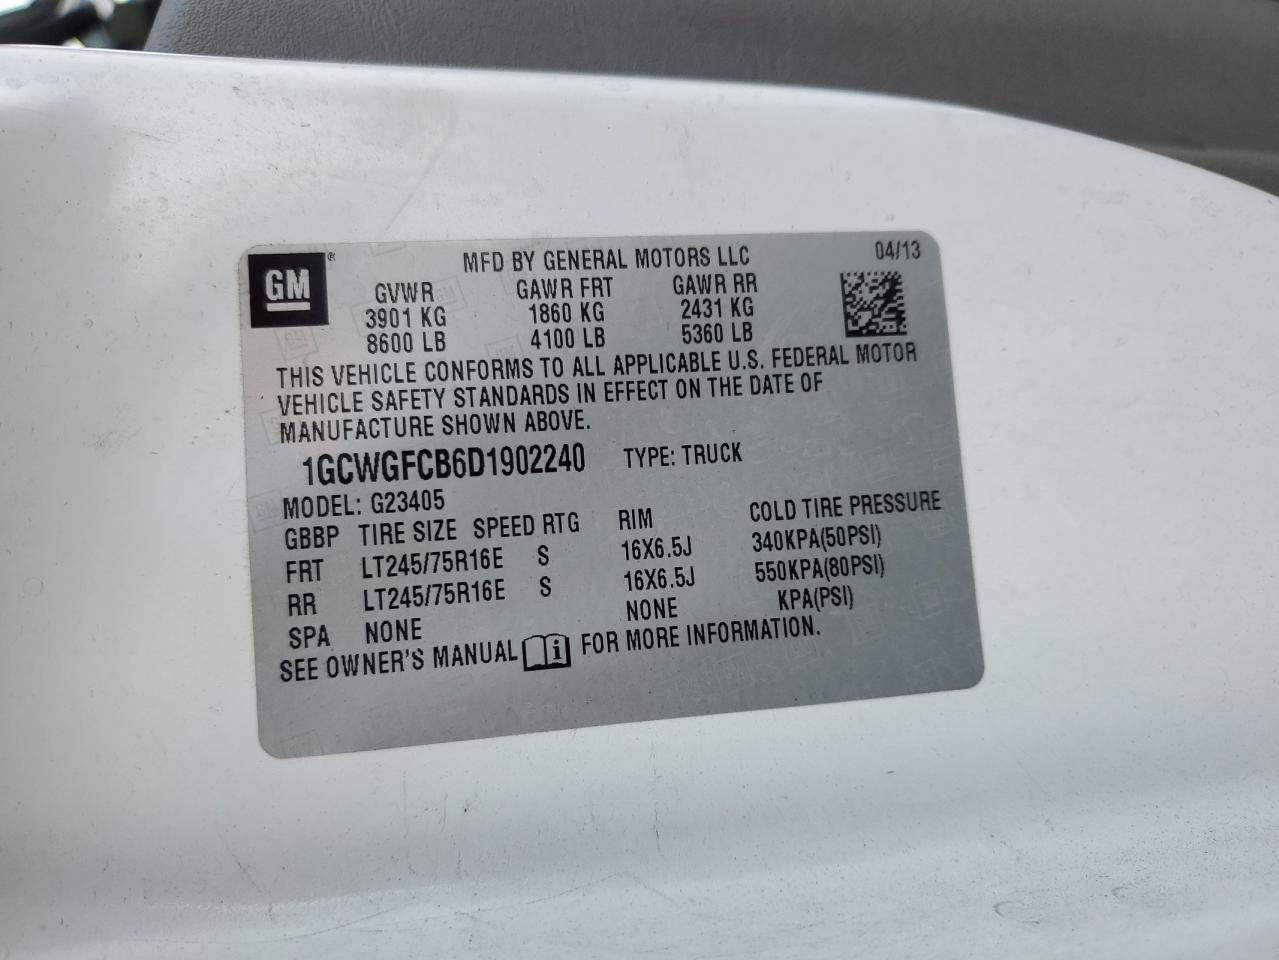 GM ®
MFD BY GENERAL MOTORS LLC 04/13
GVWR GAWR FRT GAWR RR
3901 KG 1860 KG 2431 KG
8600 LB 4100 LB 5360 LB
THIS VEHICLE CONFORMS TO ALL APPLICABLE U.S. FEDERAL MOTOR
VEHICLE SAFETY STANDARDS IN EFFECT ON THE DATE OF
MANUFACTURE SHOWN ABOVE.
1GCWGFCB6D1902240 TYPE: TRUCK
MODEL: G23405
GBBP TIRE SIZE SPEED RTG RIM COLD TIRE PRESSURE
FRT LT245/75R16E S 16X6.5J 340KPA(50PSI)
RR LT245/75R16E S 16X6.5J 550KPA(80PSI)
SPA NONE NONE KPA(PSI)
SEE OWNER'S MANUAL i FOR MORE INFORMATION.